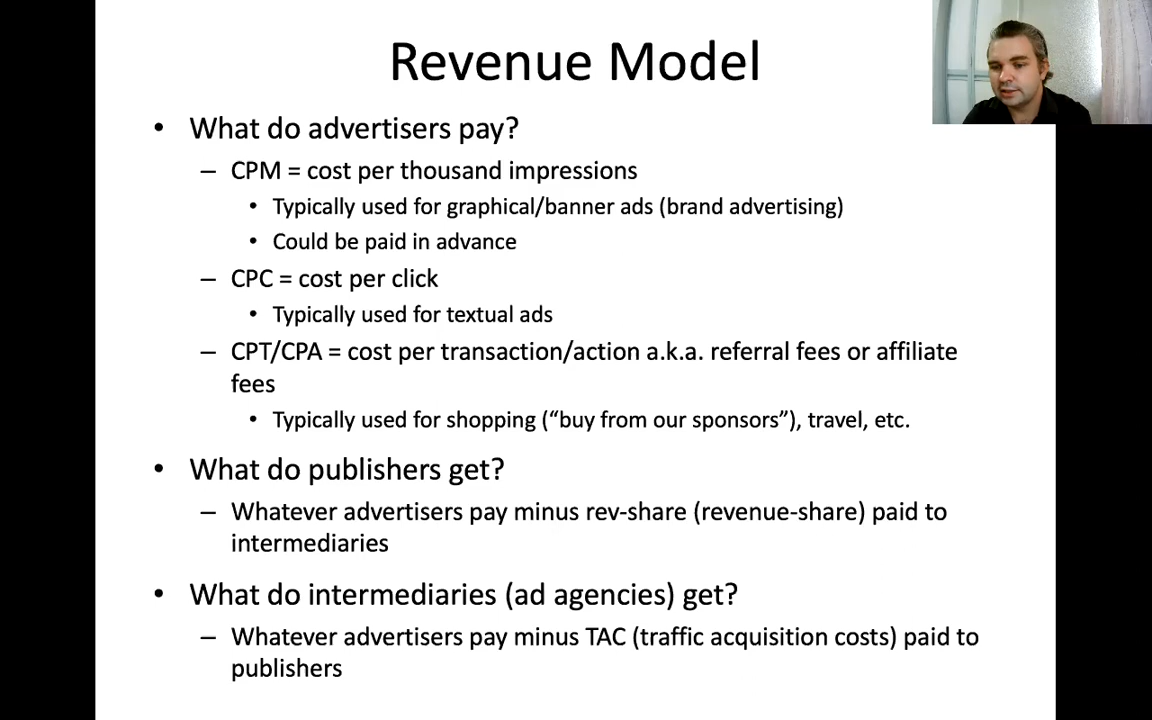 Revenue Model
• What do advertisers pay?
– CPM = cost per thousand impressions
• Typically used for graphical/banner ads (brand advertising)
• Could be paid in advance
– CPC = cost per click
• Typically used for textual ads
– CPT/CPA = cost per transaction/action a.k.a. referral fees or affiliate
fees
• Typically used for shopping (“buy from our sponsors”), travel, etc.
• What do publishers get?
– Whatever advertisers pay minus rev-share (revenue-share) paid to
intermediaries
• What do intermediaries (ad agencies) get?
– Whatever advertisers pay minus TAC (traffic acquisition costs) paid to
publishers